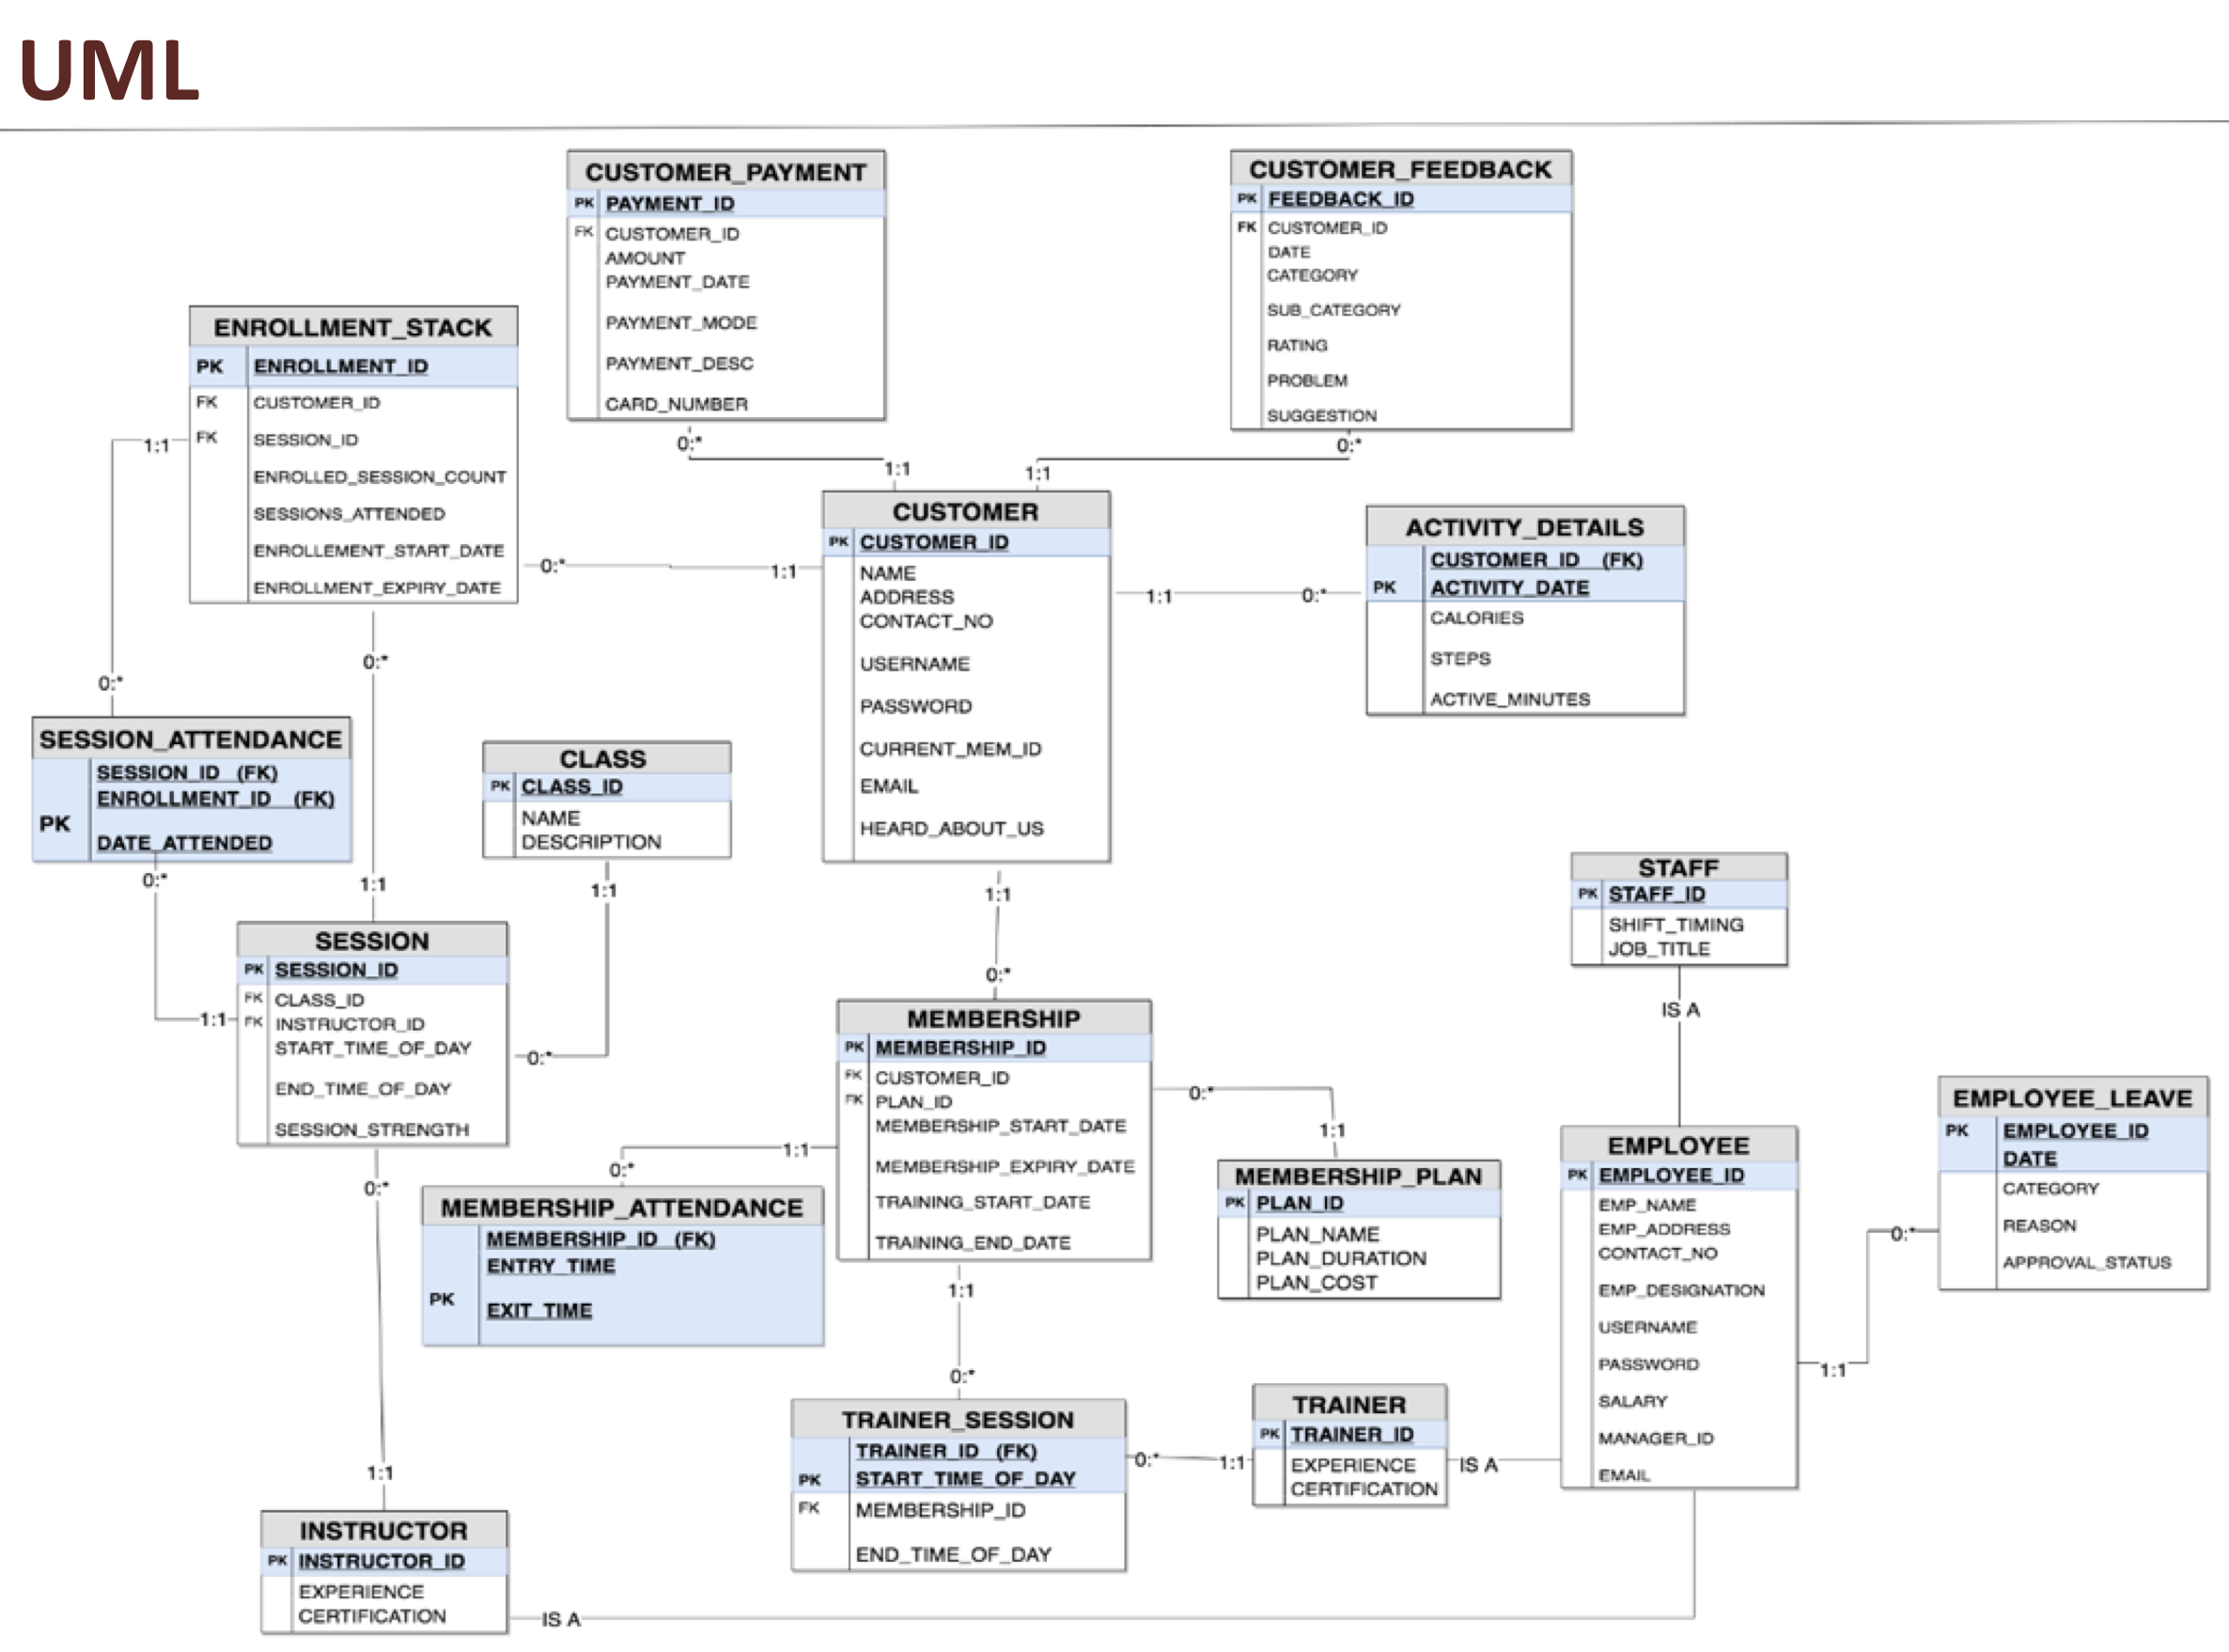 UML
CUSTOMER_PAYMENT
PK PAYMENT_ID
FK CUSTOMER_ID
AMOUNT
PAYMENT_DATE
PAYMENT_MODE
PAYMENT_DESC
CARD_NUMBER
0:*
1:1
CUSTOMER_FEEDBACK
PK FEEDBACK_ID
FK CUSTOMER_ID
DATE
CATEGORY
SUB_CATEGORY
RATING
PROBLEM
SUGGESTION
0:*
1:1
ENROLLMENT_STACK
PK ENROLLMENT_ID
FK CUSTOMER_ID
FK SESSION_ID
ENROLLED_SESSION_COUNT
SESSIONS_ATTENDED
ENROLLEMENT_START_DATE
ENROLLMENT_EXPIRY_DATE
1:1
0:*
0:*
1:1
0:*
1:1
CUSTOMER
PK CUSTOMER_ID
NAME
ADDRESS
CONTACT_NO
USERNAME
PASSWORD
CURRENT_MEM_ID
EMAIL
HEARD_ABOUT_US
1:1
0:*
ACTIVITY_DETAILS
CUSTOMER_ID (FK)
PK ACTIVITY_DATE
CALORIES
STEPS
ACTIVE_MINUTES
SESSION_ATTENDANCE
SESSION_ID (FK)
ENROLLMENT_ID (FK)
PK
DATE_ATTENDED
0:*
1:1
CLASS
PK CLASS_ID
NAME
DESCRIPTION
1:1
0:*
SESSION
PK SESSION_ID
FK CLASS_ID
FK INSTRUCTOR_ID
START_TIME_OF_DAY
END_TIME_OF_DAY
SESSION_STRENGTH
0:*
1:1
1:1
0:*
MEMBERSHIP
PK MEMBERSHIP_ID
FK CUSTOMER_ID
FK PLAN_ID
MEMBERSHIP_START_DATE
MEMBERSHIP_EXPIRY_DATE
TRAINING_START_DATE
TRAINING_END_DATE
0:*
1:1
1:1
0:*
STAFF
PK STAFF_ID
SHIFT_TIMING
JOB_TITLE
IS A
MEMBERSHIP_PLAN
PK PLAN_ID
PLAN_NAME
PLAN_DURATION
PLAN_COST
EMPLOYEE
PK EMPLOYEE_ID
EMP_NAME
EMP_ADDRESS
CONTACT_NO
EMP_DESIGNATION
USERNAME
PASSWORD
SALARY
MANAGER_ID
EMAIL
0:*
1:1
EMPLOYEE_LEAVE
PK EMPLOYEE_ID
DATE
CATEGORY
REASON
APPROVAL_STATUS
MEMBERSHIP_ATTENDANCE
MEMBERSHIP_ID (FK)
ENTRY_TIME
PK
EXIT_TIME
1:1
0:*
TRAINER_SESSION
TRAINER_ID (FK)
PK START_TIME_OF_DAY
FK MEMBERSHIP_ID
END_TIME_OF_DAY
0:*
1:1
TRAINER
PK TRAINER_ID
EXPERIENCE
CERTIFICATION
IS A
INSTRUCTOR
PK INSTRUCTOR_ID
EXPERIENCE
CERTIFICATION
IS A